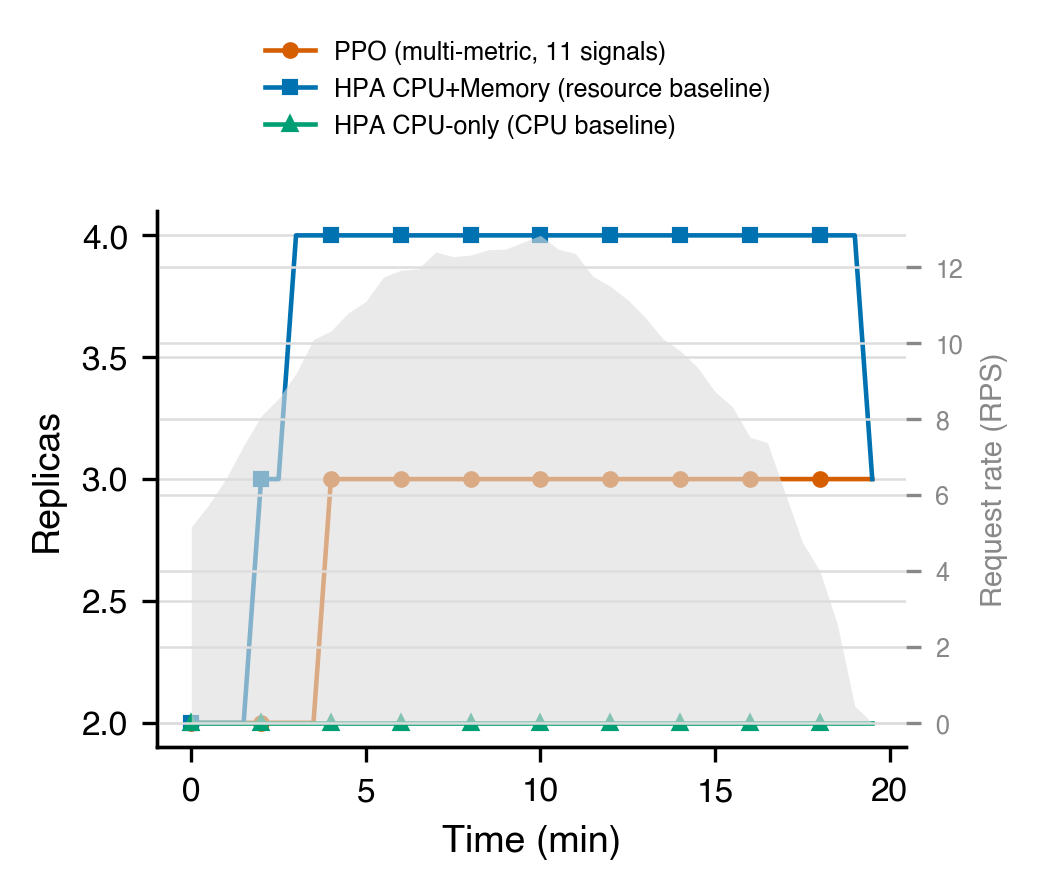 PPO (multi-metric, 11 signals)
HPA CPU+Memory (resource baseline)
HPA CPU-only (CPU baseline)
4.0
3.5
3.0
2.5
2.0
Replicas
12
10
8
6
4
2
0
Request rate (RPS)
0 5 10 15 20
Time (min)